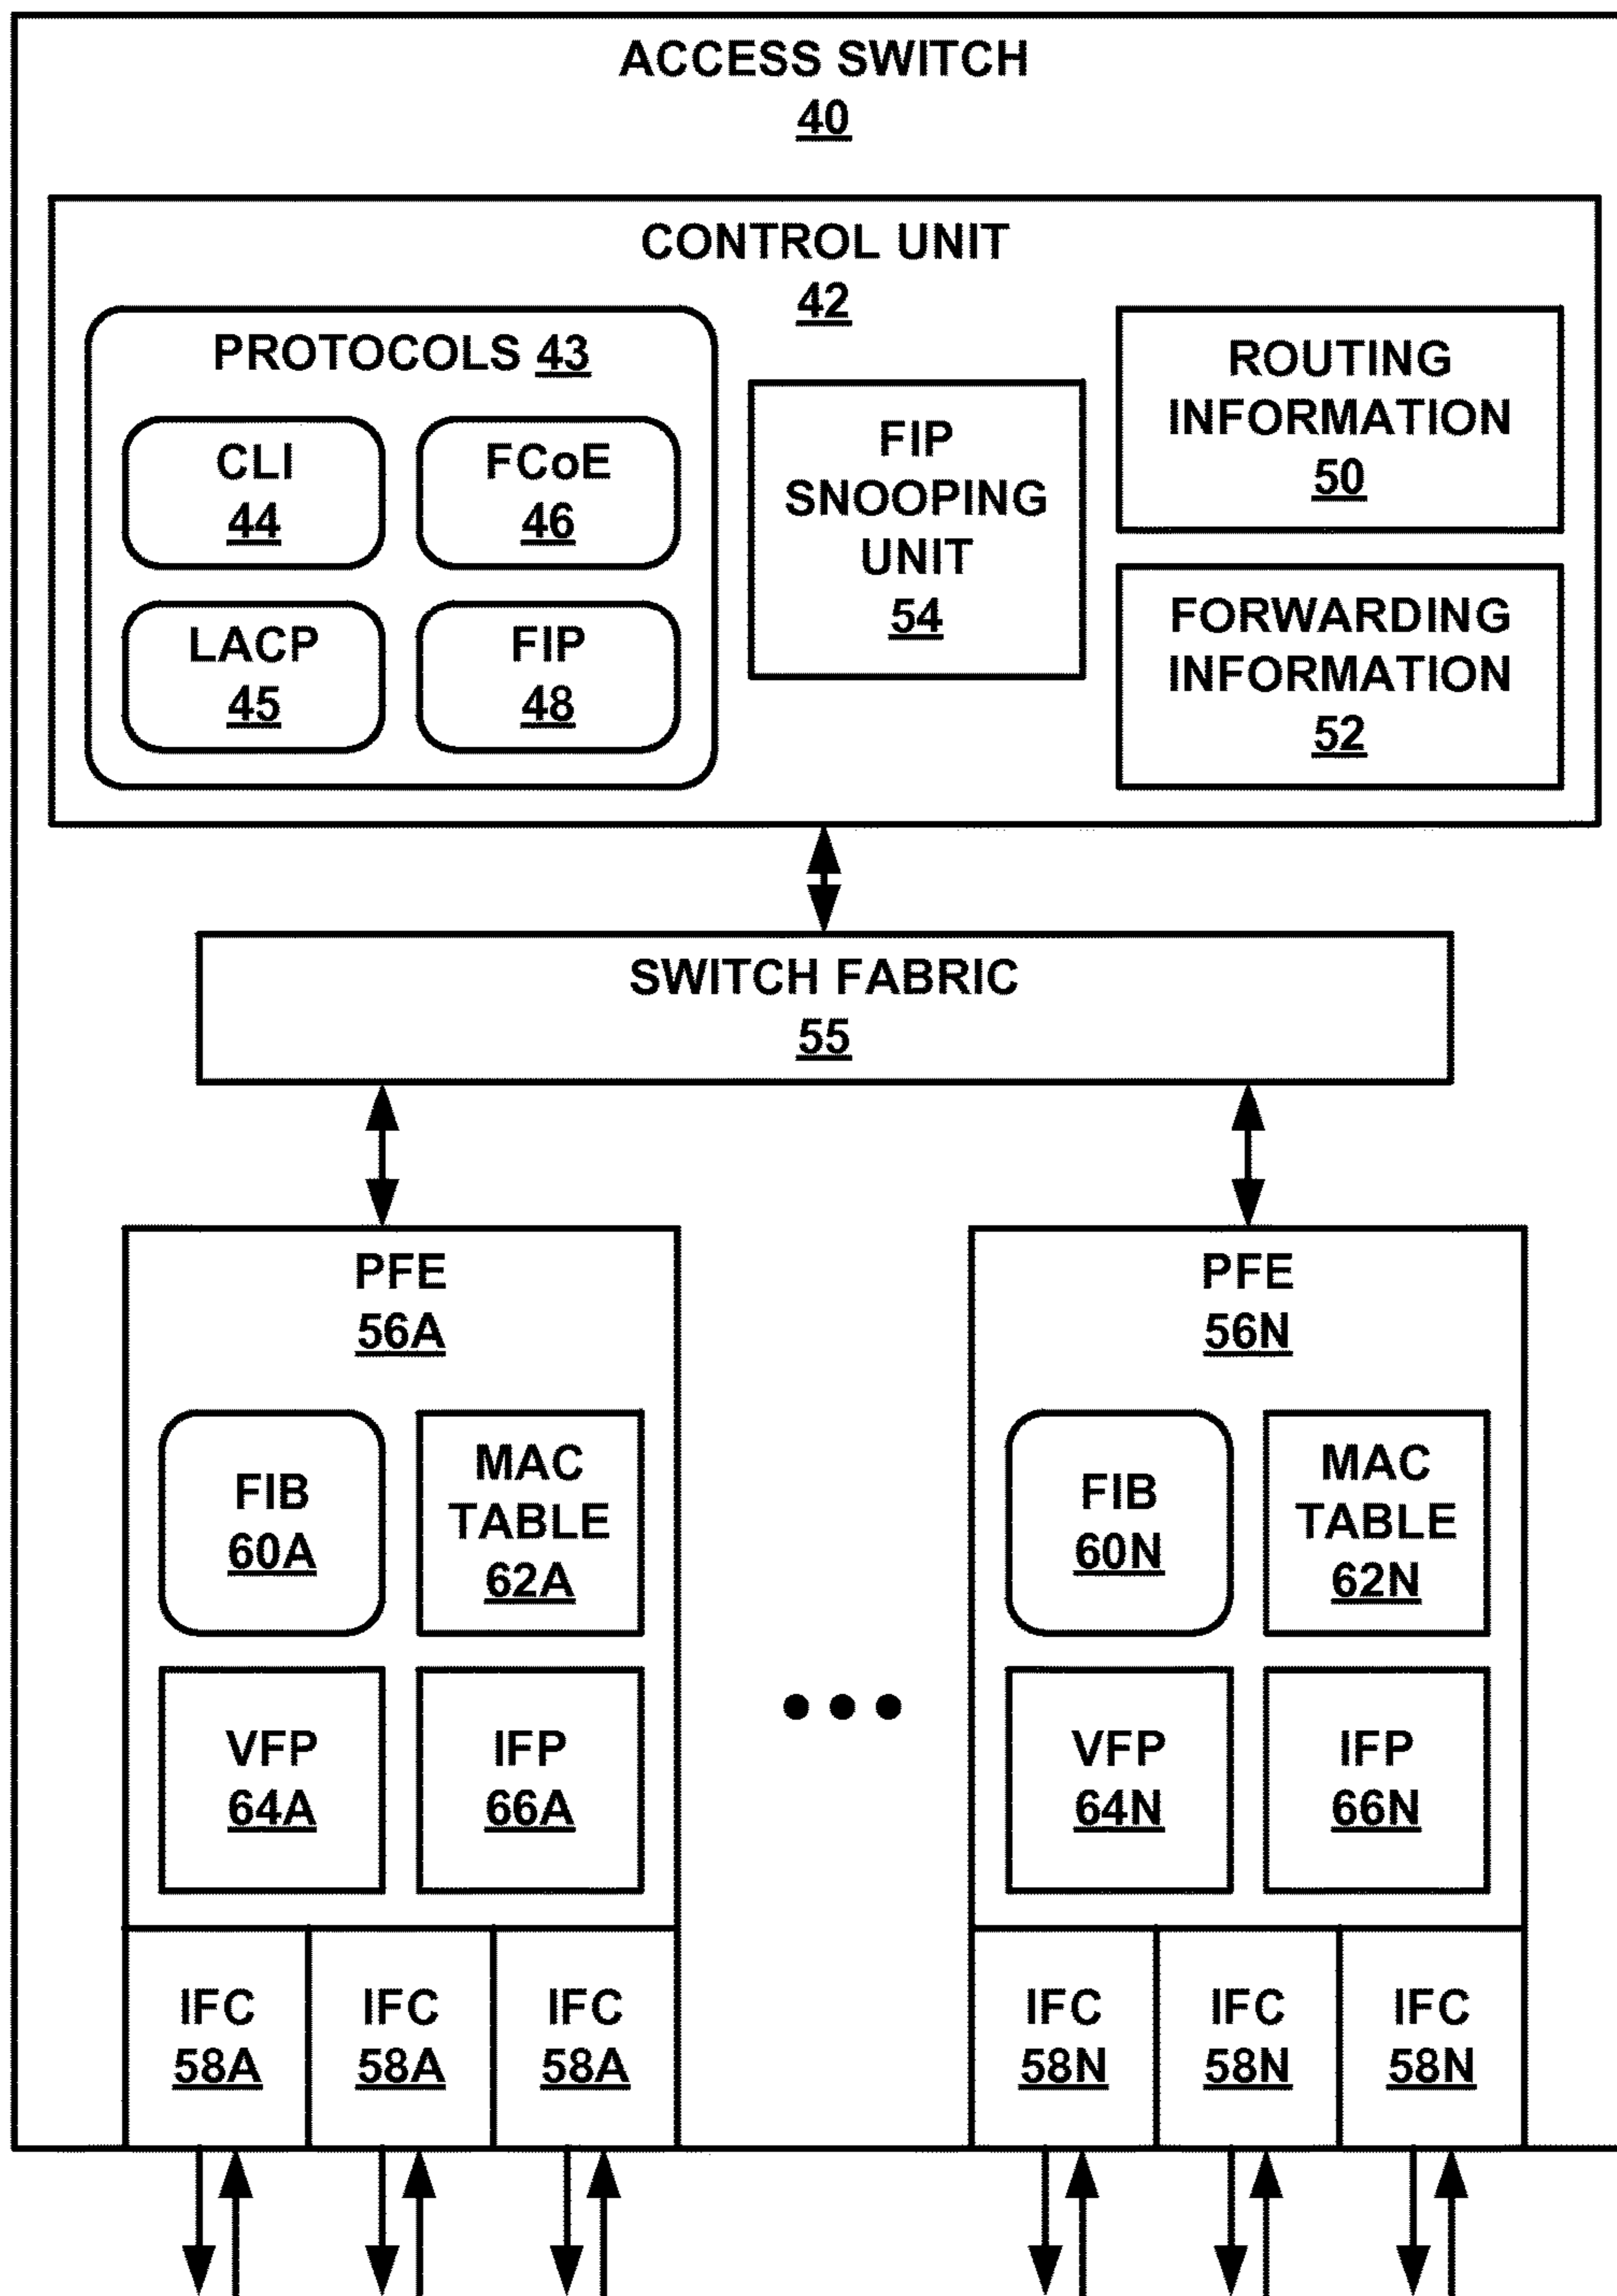 ACCESS SWITCH
40
CONTROL UNIT
42
PROTOCOLS 43
CLI
44
FCoE
46
LACP
45
FIP
48
FIP
SNOOPING
UNIT
54
ROUTING
INFORMATION
50
FORWARDING
INFORMATION
52
SWITCH FABRIC
55
PFE
56A
FIB
60A
MAC
TABLE
62A
VFP
64A
IFP
66A
IFC
58A
IFC
58A
IFC
58A
PFE
56N
FIB
60N
MAC
TABLE
62N
VFP
64N
IFP
66N
IFC
58N
IFC
58N
IFC
58N